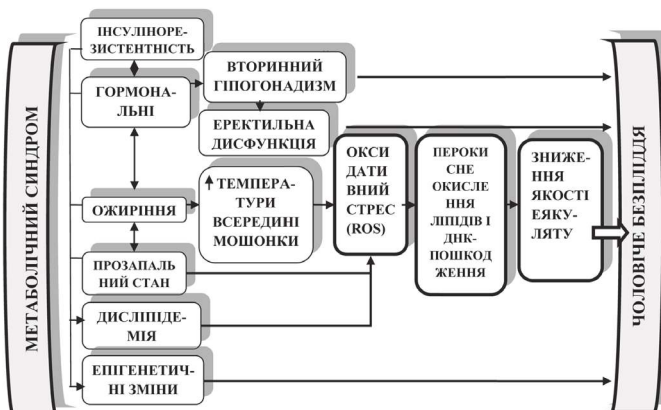 МЕТАБОЛІЧНИЙ СИНДРОМ
ІНСУЛІНОРЕ-
ЗИСТЕНТНІСТЬ
ГОРМОНА-
ЛЬНІ
ОЖИРІННЯ
ПРОЗАПАЛЬ
НИЙ СТАН
ДИСЛІПІДЕ-
МІЯ
ЕПІГЕНЕТИЧ-
НІ ЗМІНИ
ВТОРИННИЙ
ГІПОГОНАДИЗМ
ЕРЕКТИЛЬНА
ДИСФУНКЦІЯ
ТЕМПЕРА-
ТУРИ
ВСЕРЕДИНІ
МОШОНКИ
ОКСИ
ДАТИ
ВНИЙ
СТРЕС
(ROS)
ПЕРОКИ
СНЕ
ОКИСЛЕ
ННЯ
ЛІПІДІВ І
ДНК-
ПОШКОД
ЖЕННЯ
ЗНИЖЕ-
ННЯ
ЯКОСТІ
ЕЯКУ-
ЛЯТУ
ЧОЛОВІЧЕ БЕЗПЛІДДЯ